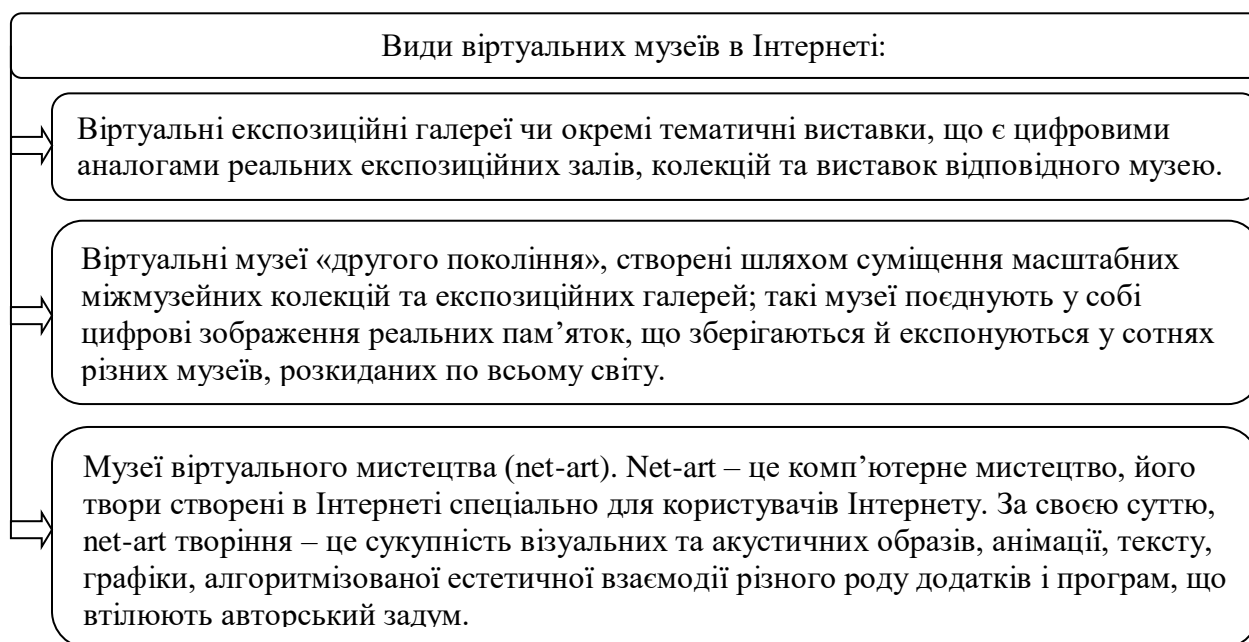 Види віртуальних музеїв в Інтернеті:
Віртуальні експозиційні галереї чи окремі тематичні виставки, що є цифровими
аналогами реальних експозиційних залів, колекцій та виставок відповідного музею.
Віртуальні музеї «другого покоління», створені шляхом суміщення масштабних
міжмузейних колекцій та експозиційних галерей; такі музеї поєднують у собі
цифрові зображення реальних пам’яток, що зберігаються й експонуються у сотнях
різних музеїв, розкиданих по всьому світу.
Музеї віртуального мистецтва (net-art). Net-art – це комп’ютерне мистецтво, його
твори створені в Інтернеті спеціально для користувачів Інтернету. За своєю суттю,
net-art творіння – це сукупність візуальних та акустичних образів, анімації, тексту,
графіки, алгоритмізованої естетичної взаємодії різного роду додатків і програм, що
втілюють авторський задум.